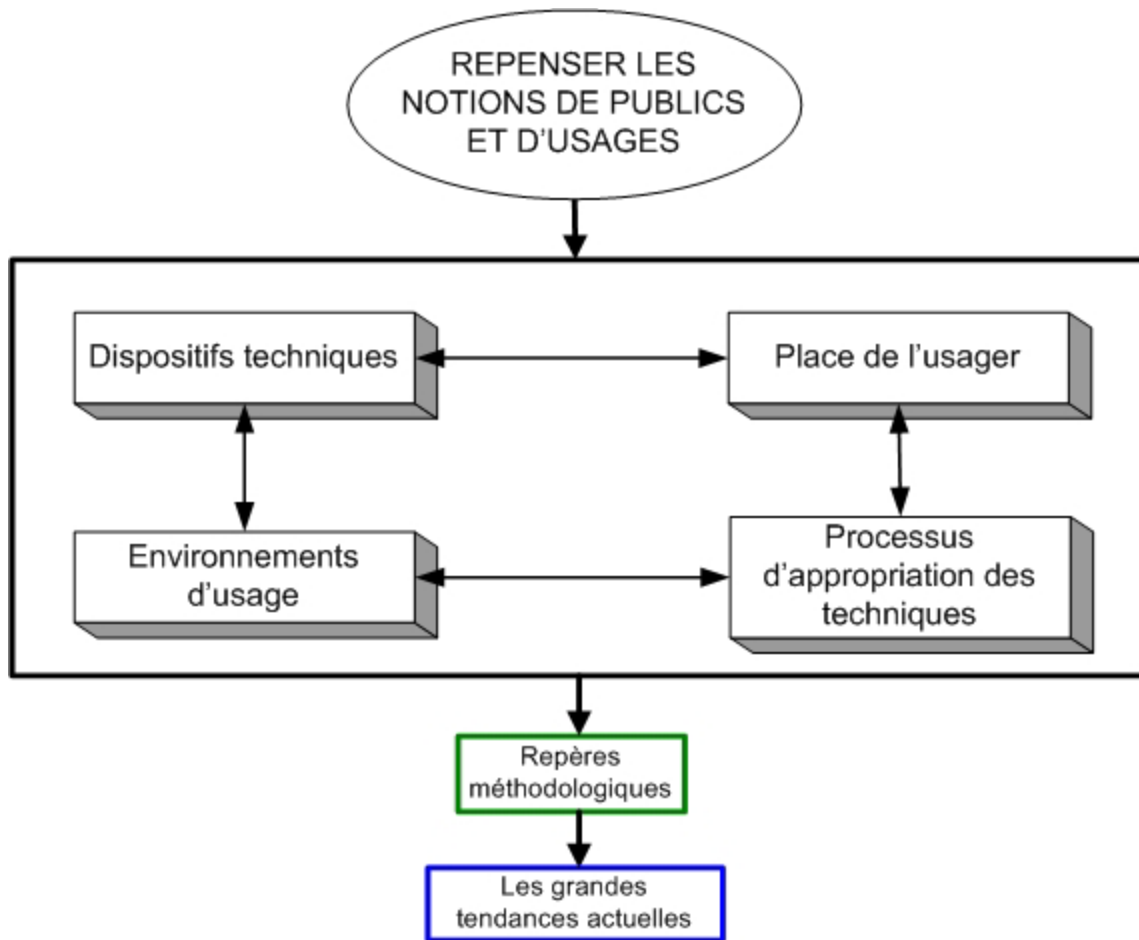 REPENSER LES
NOTIONS DE PUBLICS
ET D'USAGES
Dispositifs techniques
Place de l'usager
Environnements
d'usage
Processus
d'appropriation des
techniques
Repères
méthodologiques
Les grandes
tendances actuelles